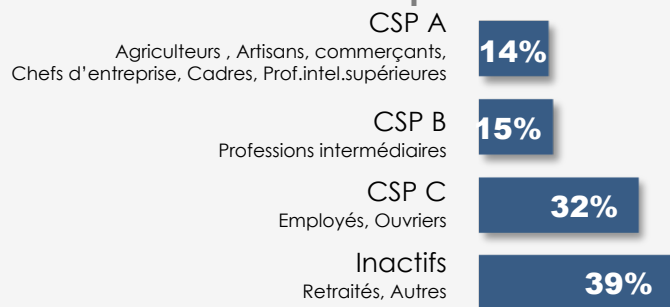 CSP A
Agriculteurs , Artisans, commerçants,
Chefs d’entreprise, Cadres, Prof.intel.supérieures
14%
CSP B
Professions intermédiaires
15%
CSP C
Employés, Ouvriers
32%
Inactifs
Retraités, Autres
39%